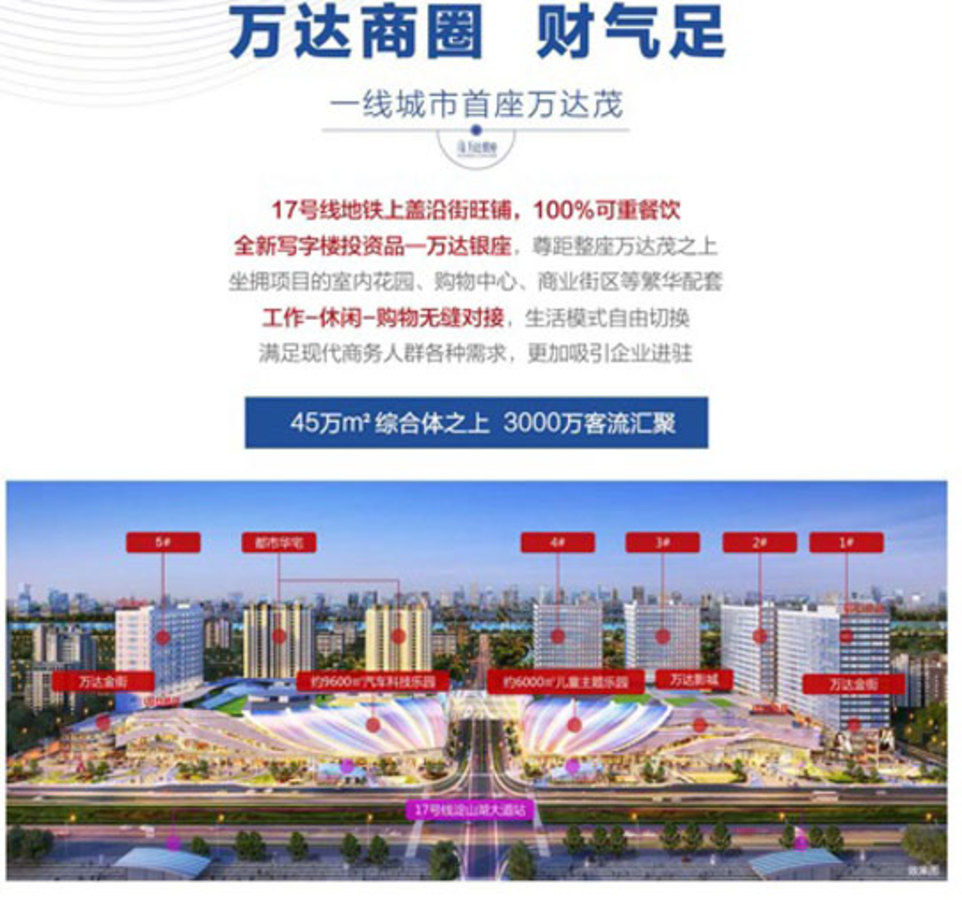 万达商圈 财气足
一线城市首座万达茂
17号线地铁上盖沿街旺铺，100%可重餐饮
全新写字楼投资品—万达银座，尊距整座万达茂之上
坐拥项目的室内花园、购物中心、商业街区等繁华配套
工作-休闲-购物无缝对接，生活模式自由切换
满足现代商务人群各种需求，更加吸引企业进驻
45万m²综合体之上 3000万客流汇聚
5# 都市华宅 4# 3# 2# 1#
万达金街 约9600㎡汽车科技乐园 约6000㎡儿童主题乐园 万达影城 万达金街
17号线淀山湖大道站
效果图